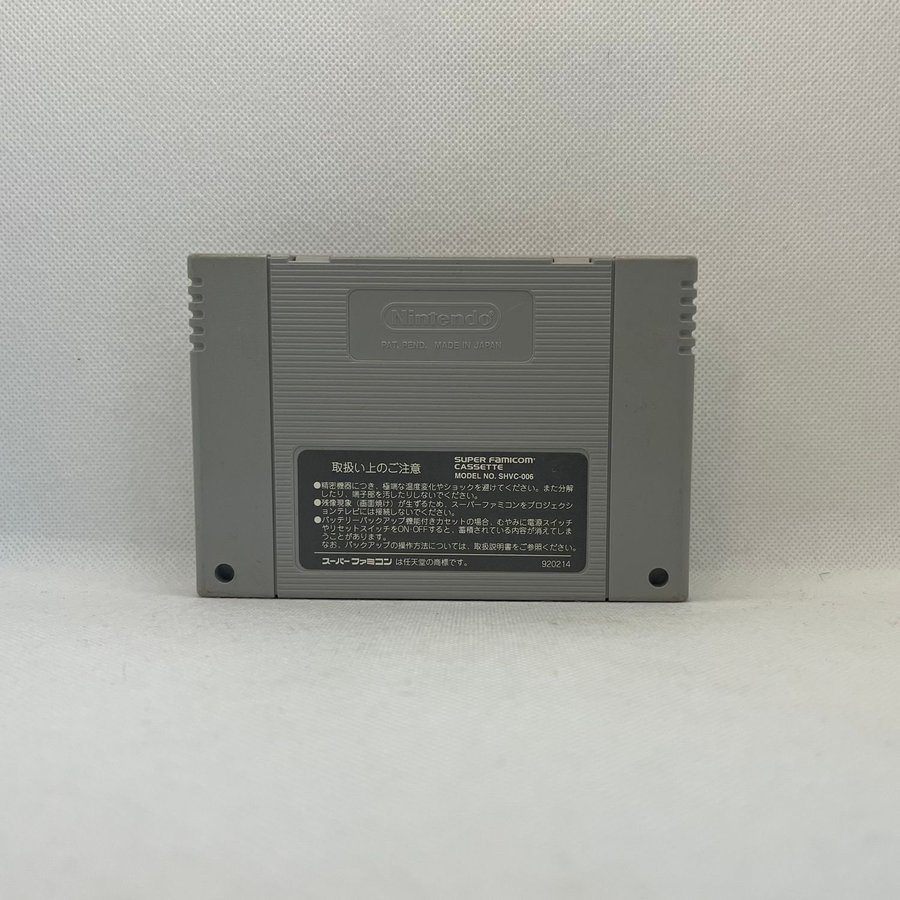 Nintendo®
PAT. PEND. MADE IN JAPAN
取扱い上のご注意
SUPER FAMICOM
CASSETTE
MODEL NO. SHVC-006
●精密機器につき、極端な温度変化やショックを避けてください。また分解
したり、端子部を汚したりしないでください。
●残像現象（画面焼け）が生ずるため、スーパーファミコンをプロジェクシ
ョンテレビには接続しないでください。
●バッテリーバックアップ機能付きカセットの場合、むやみに電源スイッチ
やリセットスイッチをON・OFFすると、蓄積されている内容が消えてしま
うことがあります。
なお、バックアップの操作方法については、取扱説明書をご参照ください。
スーパーファミコン は任天堂の商標です。
920214